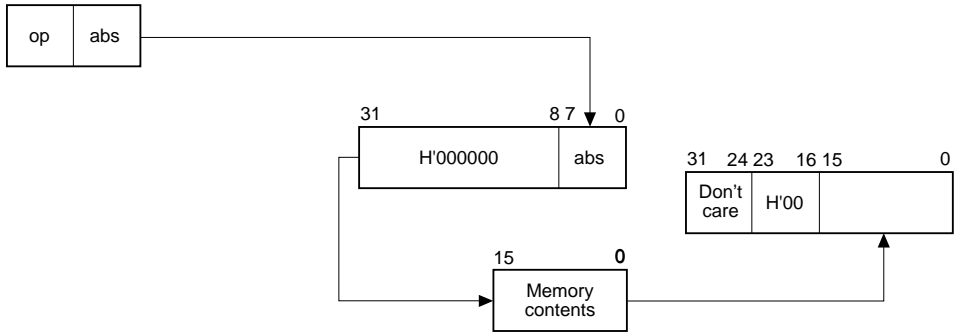 op abs
31 8 7 0
H'000000 abs
31 24 23 16 15 0
Don't
care
H'00
15 0
Memory
contents